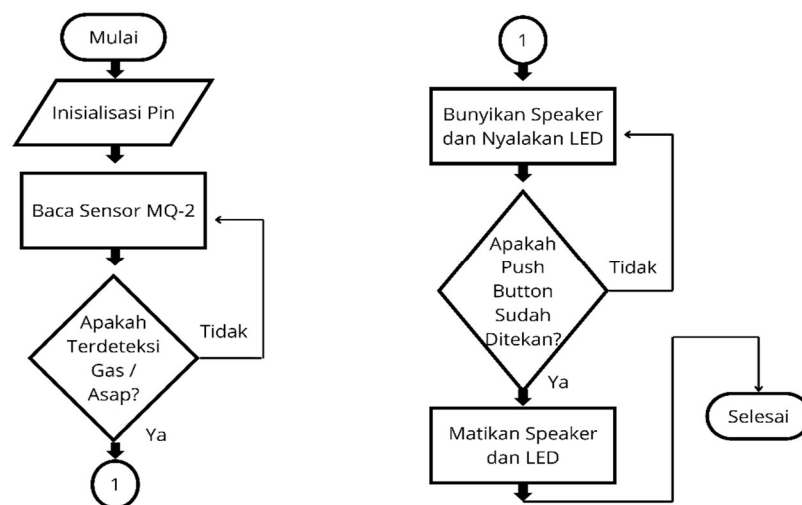 Mulai
Inisialisasi Pin
Baca Sensor MQ-2
Apakah
Terdeteksi
Gas /
Asap?
Tidak
Ya
1
1
Bunyikan Speaker
dan Nyalakan LED
Apakah
Push
Button
Sudah
Ditekan?
Tidak
Ya
Matikan Speaker
dan LED
Selesai